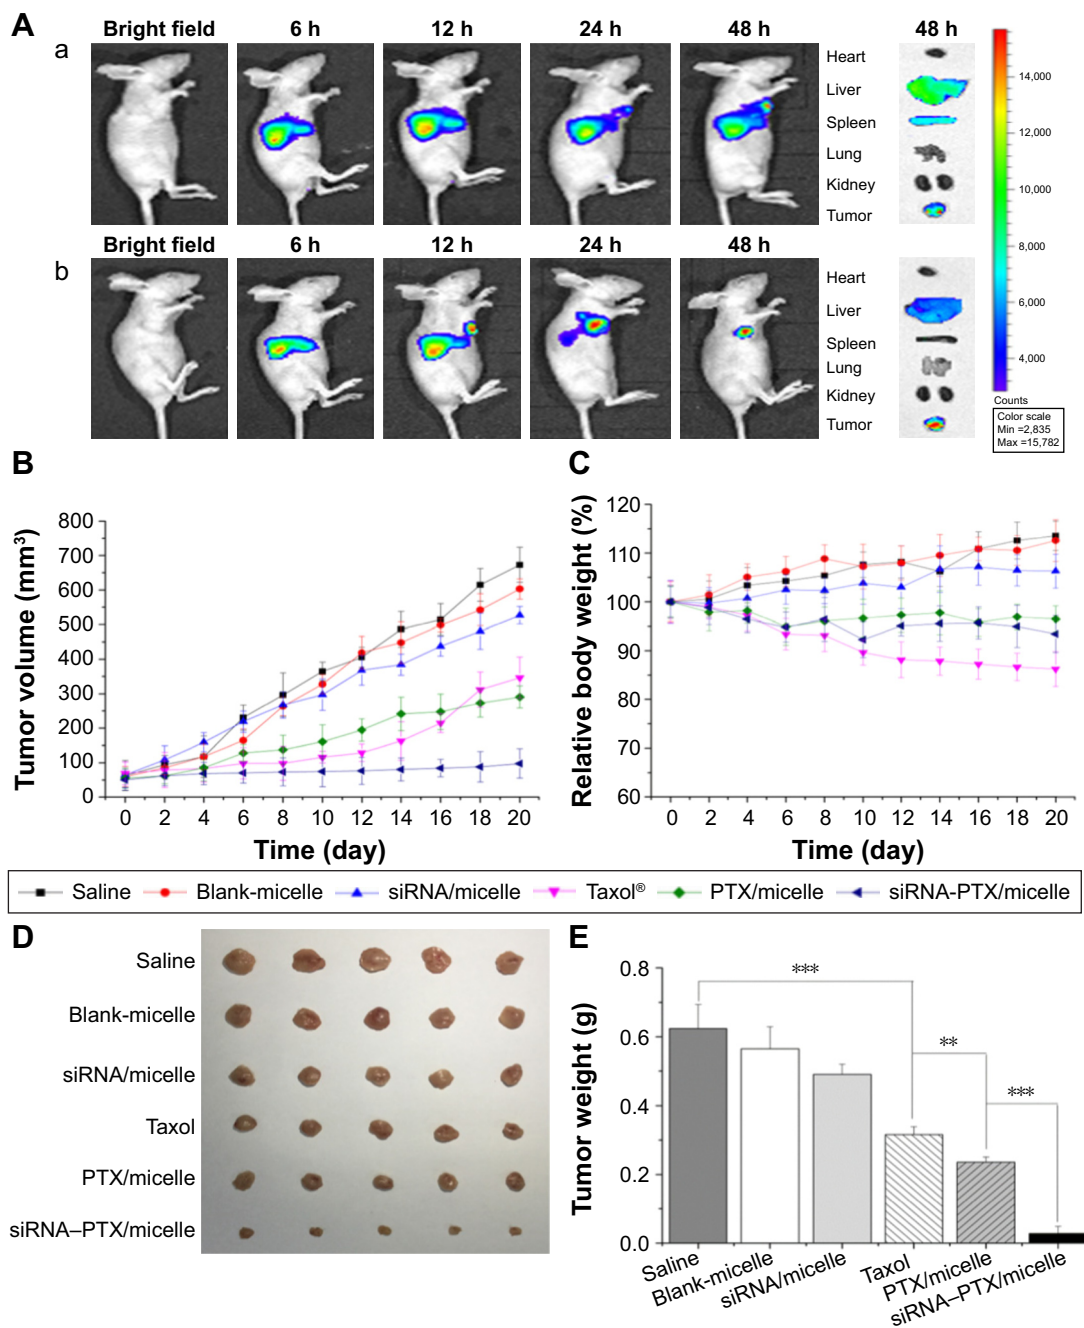 A
Bright field 6 h 12 h 24 h 48 h 48 h
a
Heart
Liver
Spleen
Lung
Kidney
Tumor
Bright field 6 h 12 h 24 h 48 h
b
Heart
Liver
Spleen
Lung
Kidney
Tumor
14,000
12,000
10,000
8,000
6,000
4,000
Counts
Color scale
Min =2,835
Max =15,782
B
Tumor volume (mm³)
800
700
600
500
400
300
200
100
0
0 2 4 6 8 10 12 14 16 18 20
Time (day)
C
Relative body weight (%)
120
110
100
90
80
70
60
0 2 4 6 8 10 12 14 16 18 20
Time (day)
Saline Blank-micelle siRNA/micelle Taxol® PTX/micelle siRNA-PTX/micelle
D
Saline
Blank-micelle
siRNA/micelle
Taxol
PTX/micelle
siRNA–PTX/micelle
E
Tumor weight (g)
0.8
0.6
0.4
0.2
0.0
***
**
***
Saline
Blank-micelle
siRNA/micelle
Taxol
PTX/micelle
siRNA–PTX/micelle